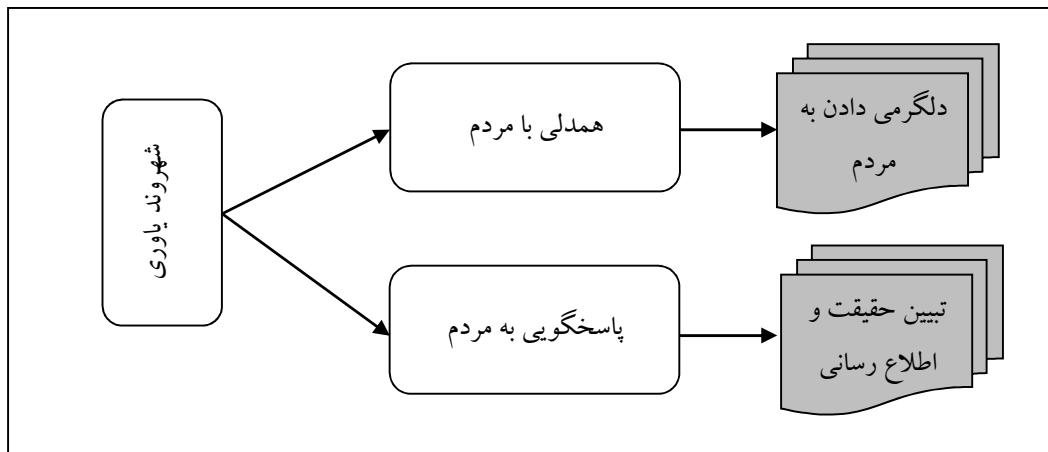 شهروند یاوری
همدلی با مردم
دلگرمی دادن به
مردم
پاسخگویی به مردم
تبیین حقیقت و
اطلاع رسانی